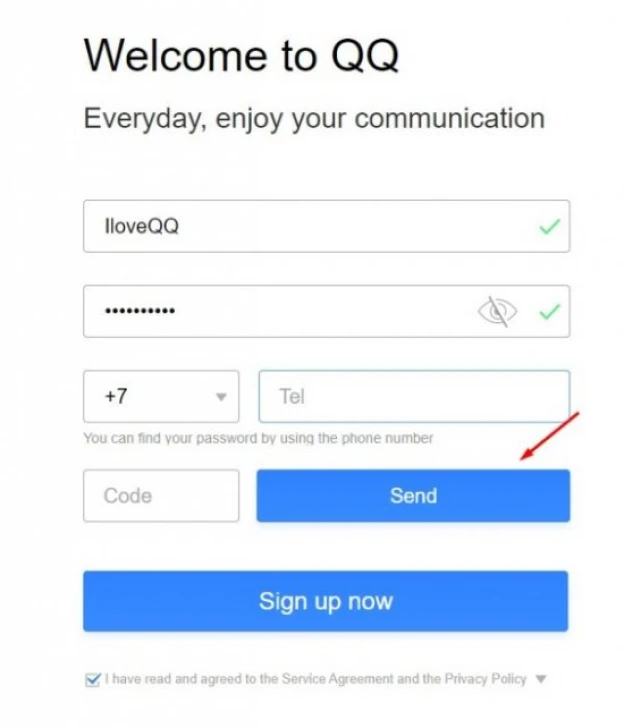 Welcome to QQ
Everyday, enjoy your communication
IloveQQ
••••••••••
+7
Tel
You can find your password by using the phone number
Code
Send
Sign up now
I have read and agreed to the Service Agreement and the Privacy Policy